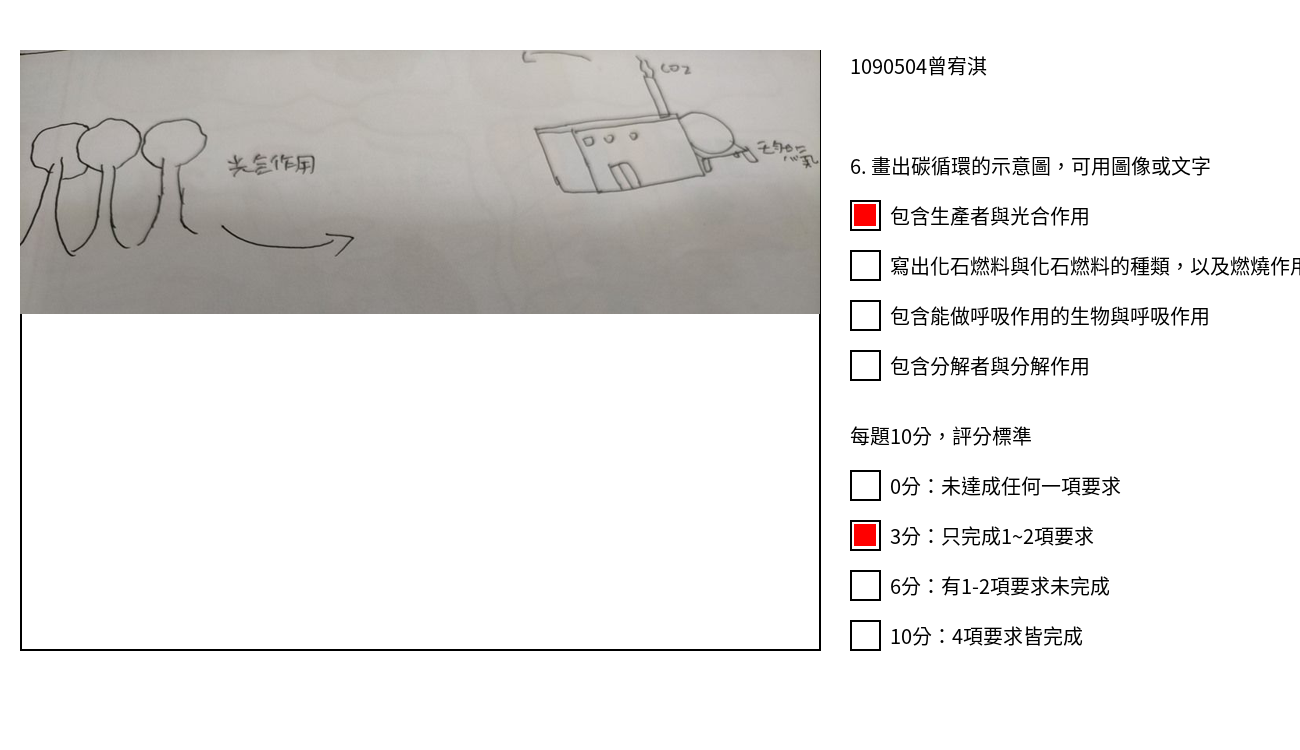 CO2
天然氣
光合作用
1090504曾宥淇
6. 畫出碳循環的示意圖，可用圖像或文字
包含生產者與光合作用
寫出化石燃料與化石燃料的種類，以及燃燒作用
包含能做呼吸作用的生物與呼吸作用
包含分解者與分解作用
每題10分，評分標準
0分：未達成任何一項要求
3分：只完成1~2項要求
6分：有1-2項要求未完成
10分：4項要求皆完成